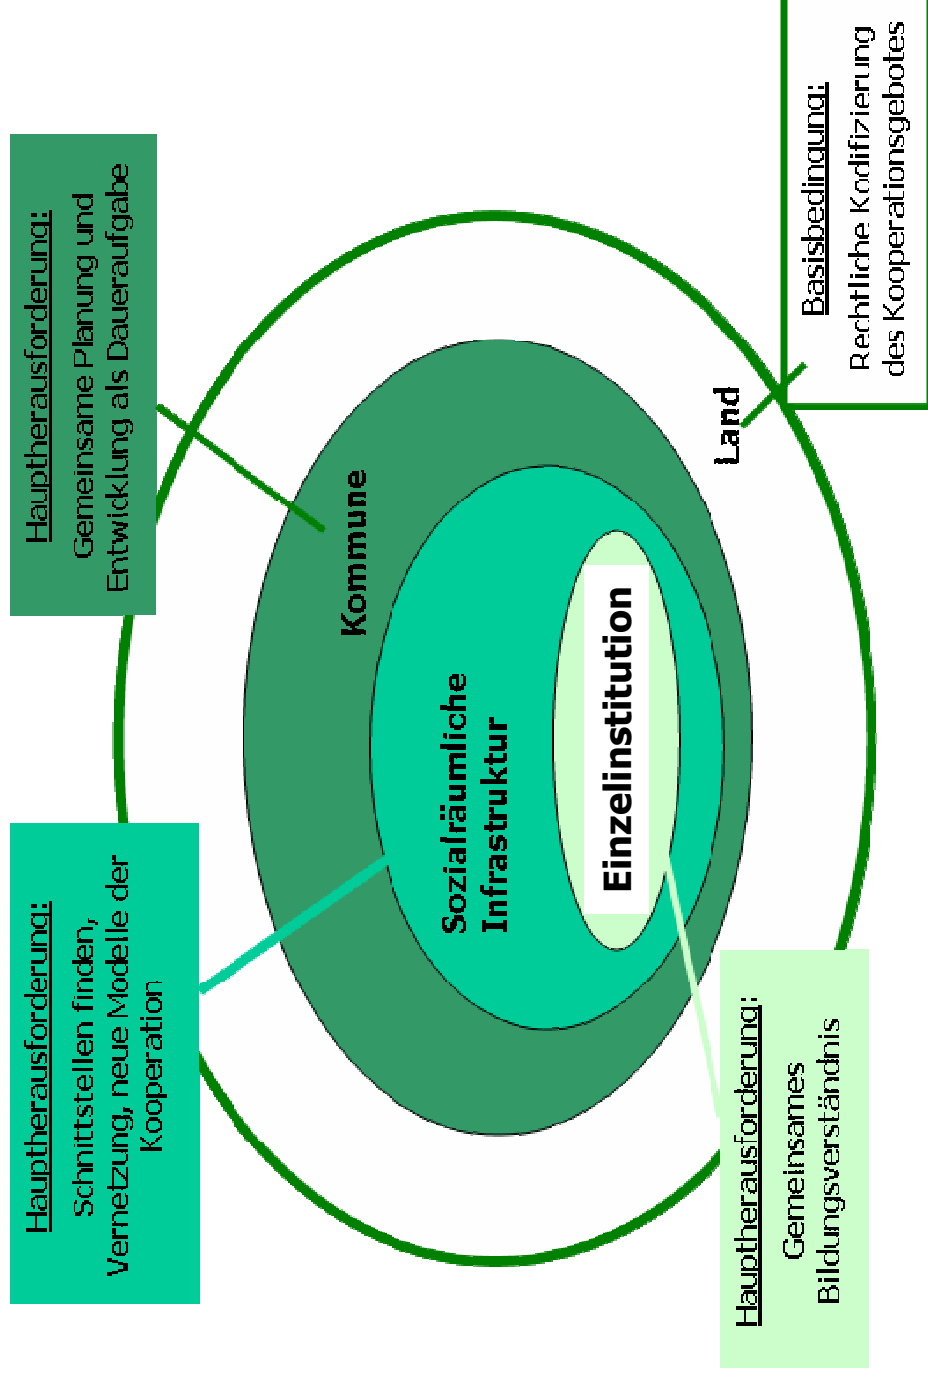 Hauptherausforderung:
Schnittstellen finden,
Vernetzung, neue Modelle der
Kooperation
Hauptherausforderung:
Gemeinsame Planung und
Entwicklung als Daueraufgabe
Kommune
Sozialräumliche
Infrastruktur
Einzelinstitution
Land
Hauptherausforderung:
Gemeinsames
Bildungsverständnis
Basisbedingung:
Rechtliche Kodifizierung
des Kooperationsgebotes